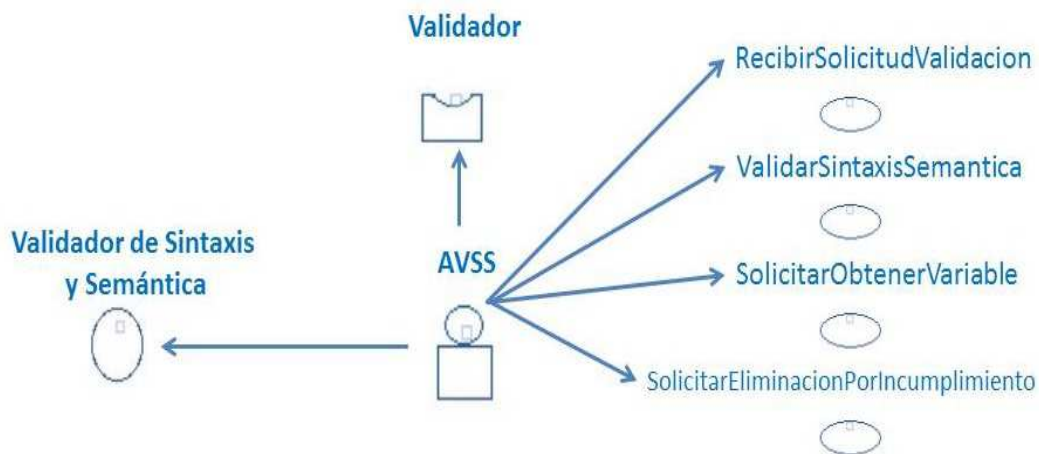 Validador
RecibirSolicitudValidacion
ValidarSintaxisSemantica
Validador de Sintaxis
y Semántica
AVSS
SolicitarObtenerVariable
SolicitarEliminacionPorIncumplimiento